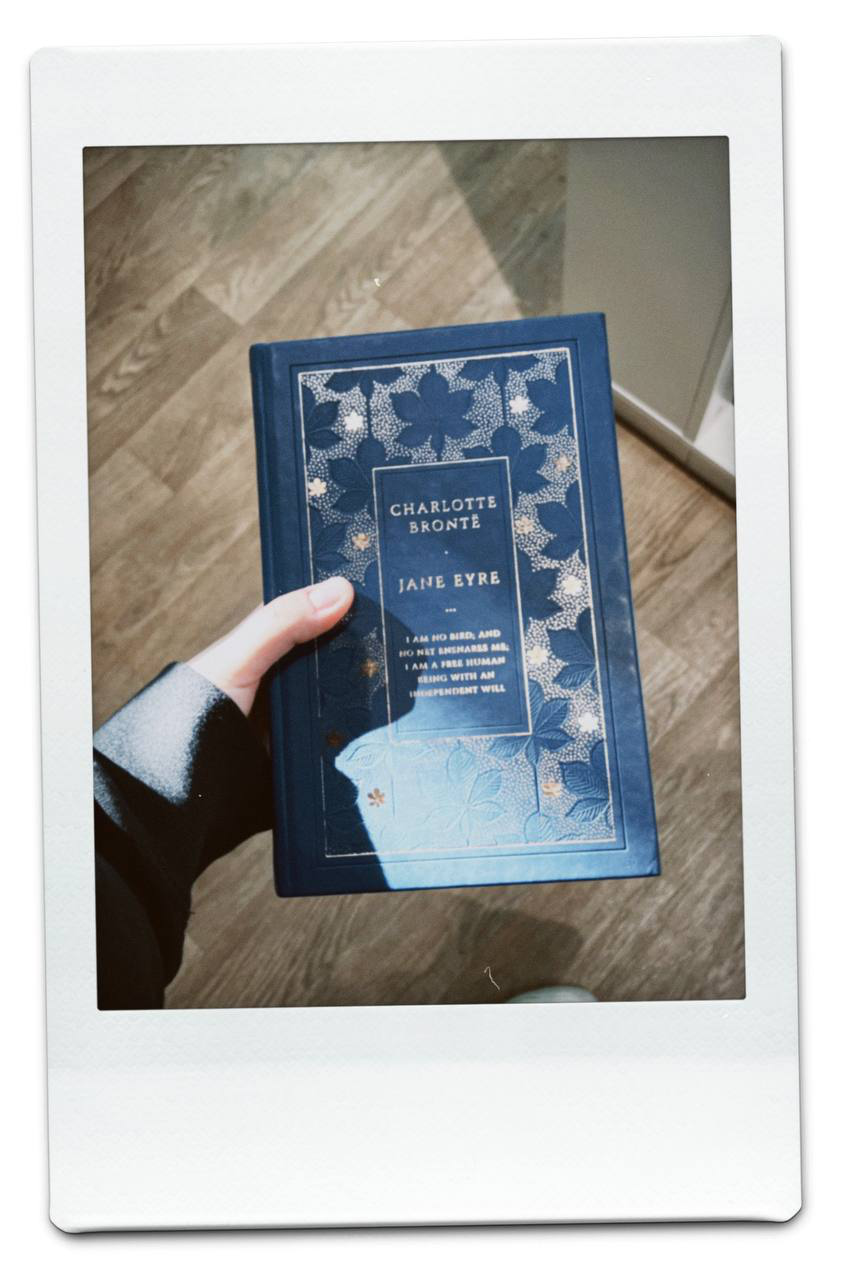 CHARLOTTE
BRONTË
JANE EYRE
I AM NO BIRD; AND
NO NET ENSNARES ME;
I AM A FREE HUMAN
BEING WITH AN
INDEPENDENT WILL